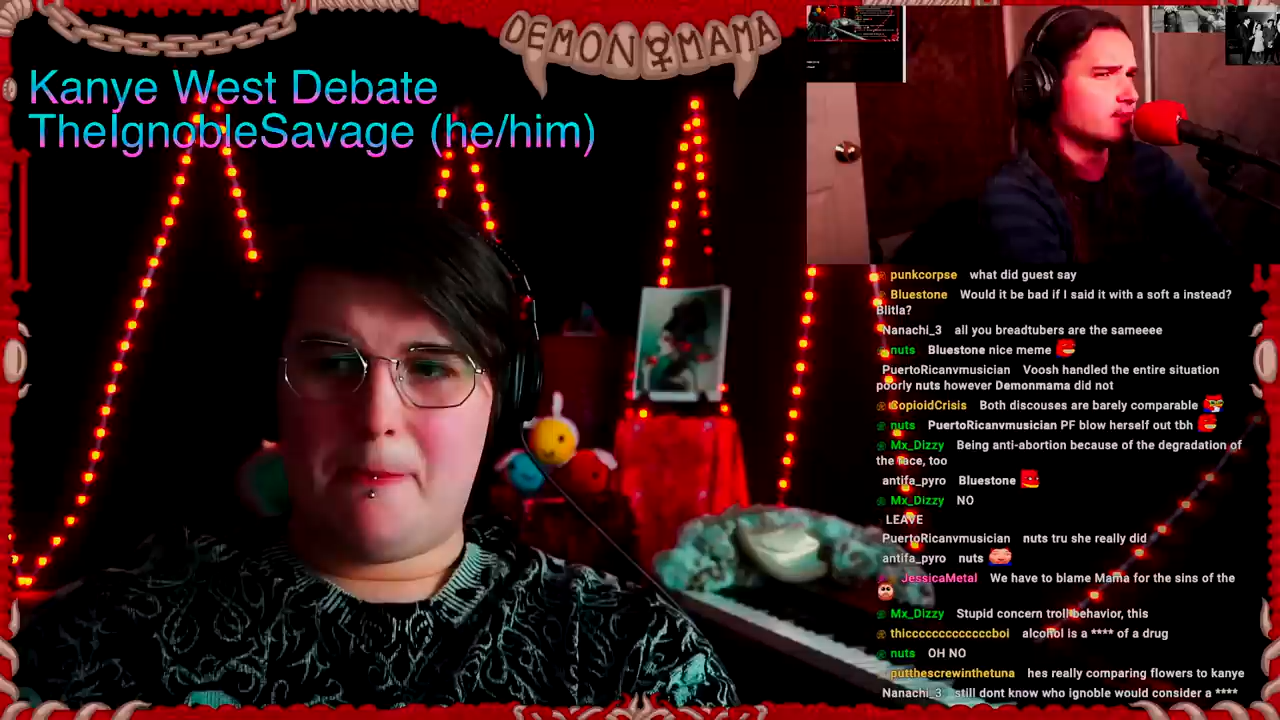 DEMON MAMA
Kanye West Debate
TheIgnobleSavage (he/him)
punkcorpse what did guest say
Bluestone Would it be bad if I said it with a soft a instead?
Blitla?
Nanachi_3 all you breadtubers are the sameeee
nuts Bluestone nice meme
PuertoRicanvmusician Voosh handled the entire situation
poorly nuts however Demonmama did not
CopioidCrisis Both discouses are barely comparable
nuts PuertoRicanvmusician PF blow herself out tbh
Mx_Dizzy Being anti-abortion because of the degradation of
the race, too
antifa_pyro Bluestone
Mx_Dizzy NO
LEAVE
PuertoRicanvmusician nuts tru she really did
antifa_pyro nuts
JessicaMetal We have to blame Mama for the sins of the
Mx_Dizzy Stupid concern troll behavior, this
thicccccccccccccboi alcohol is a **** of a drug
nuts OH NO
putthescrewinthetuna hes really comparing flowers to kanye
Nanachi_3 still dont know who ignoble would consider a ****